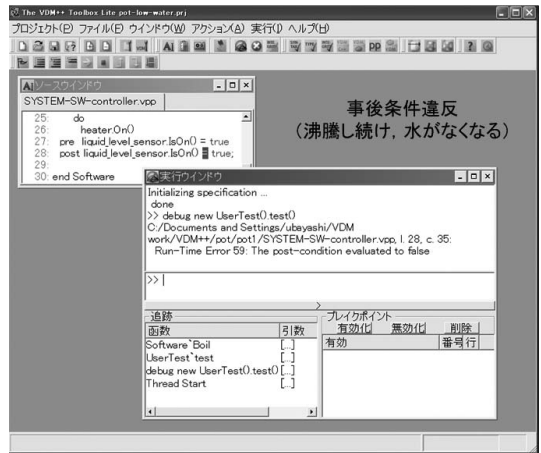 The VDM++ Toolbox Lite pot-low-water.prj
プロジェクト(P) ファイル(F) ウインドウ(W) アクション(A) 実行(I) ヘルプ(H)
ソースウインドウ
SYSTEM-SW-controller.vpp
25: do
26: heater.On()
27: pre liquid_level_sensor.IsOn() = true
28: post liquid_level_sensor.IsOn() = true;
29:
30: end Software
事後条件違反
(沸騰し続け, 水がなくなる)
実行ウインドウ
Initializing specification ...
done
>> debug new UserTest().test()
C:/Documents and Settings/ubayashi/VDM
work/VDM++/pot/pot1/SYSTEM-SW-controller.vpp, l. 28, c. 35:
Run-Time Error 59: The post-condition evaluated to false
>>
追跡
函数 引数
Software`Boil [...]
UserTest`test [...]
debug new UserTest().test() [...]
Thread Start [...]
ブレイクポイント
有効化 無効化 削除
有効 番号 行